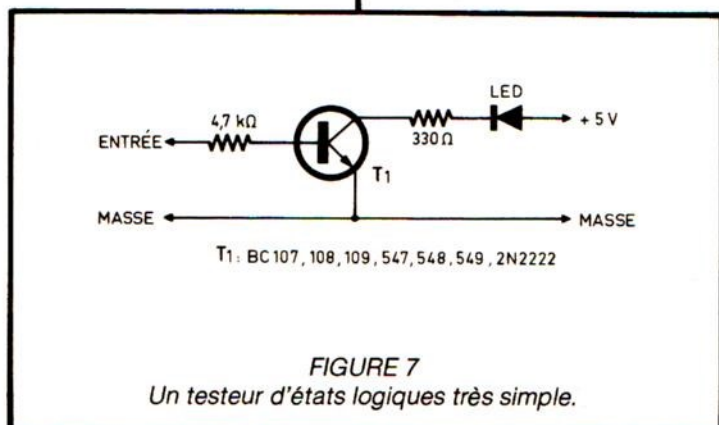 LED
4,7 kΩ
ENTRÉE
330 Ω
+ 5 V
T1
MASSE
MASSE
T1: BC 107, 108, 109, 547, 548, 549, 2N2222
FIGURE 7
Un testeur d'états logiques très simple.